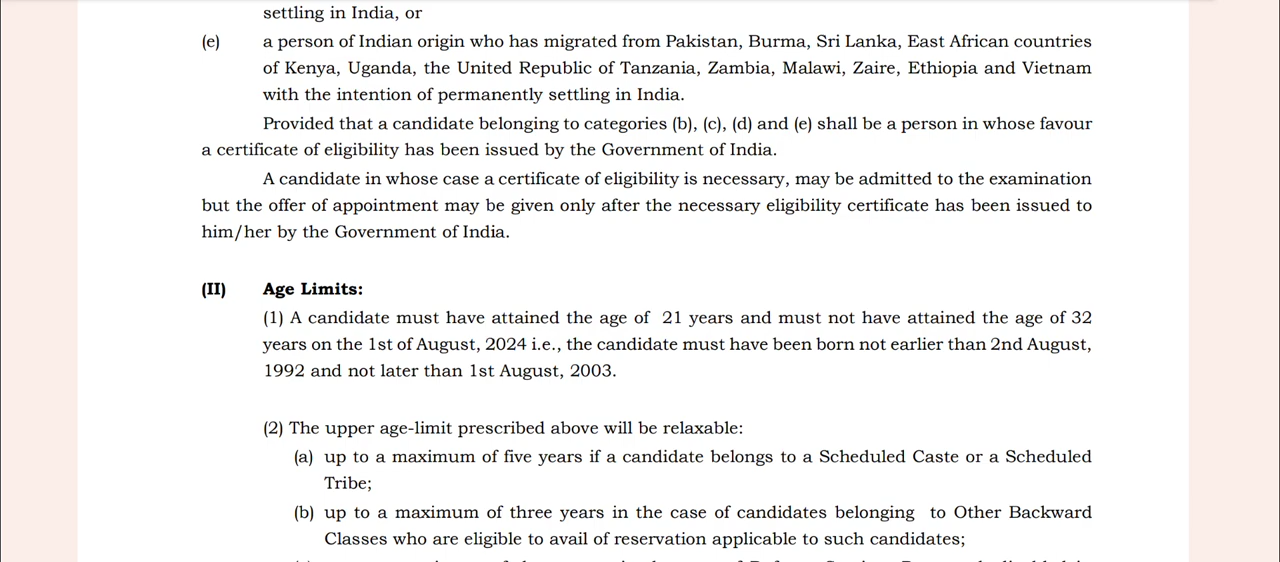 settling in India, or
(e) a person of Indian origin who has migrated from Pakistan, Burma, Sri Lanka, East African countries
of Kenya, Uganda, the United Republic of Tanzania, Zambia, Malawi, Zaire, Ethiopia and Vietnam
with the intention of permanently settling in India.
Provided that a candidate belonging to categories (b), (c), (d) and (e) shall be a person in whose favour
a certificate of eligibility has been issued by the Government of India.
A candidate in whose case a certificate of eligibility is necessary, may be admitted to the examination
but the offer of appointment may be given only after the necessary eligibility certificate has been issued to
him/her by the Government of India.
(II) Age Limits:
(1) A candidate must have attained the age of 21 years and must not have attained the age of 32
years on the 1st of August, 2024 i.e., the candidate must have been born not earlier than 2nd August,
1992 and not later than 1st August, 2003.
(2) The upper age-limit prescribed above will be relaxable:
(a) up to a maximum of five years if a candidate belongs to a Scheduled Caste or a Scheduled
Tribe;
(b) up to a maximum of three years in the case of candidates belonging to Other Backward
Classes who are eligible to avail of reservation applicable to such candidates;